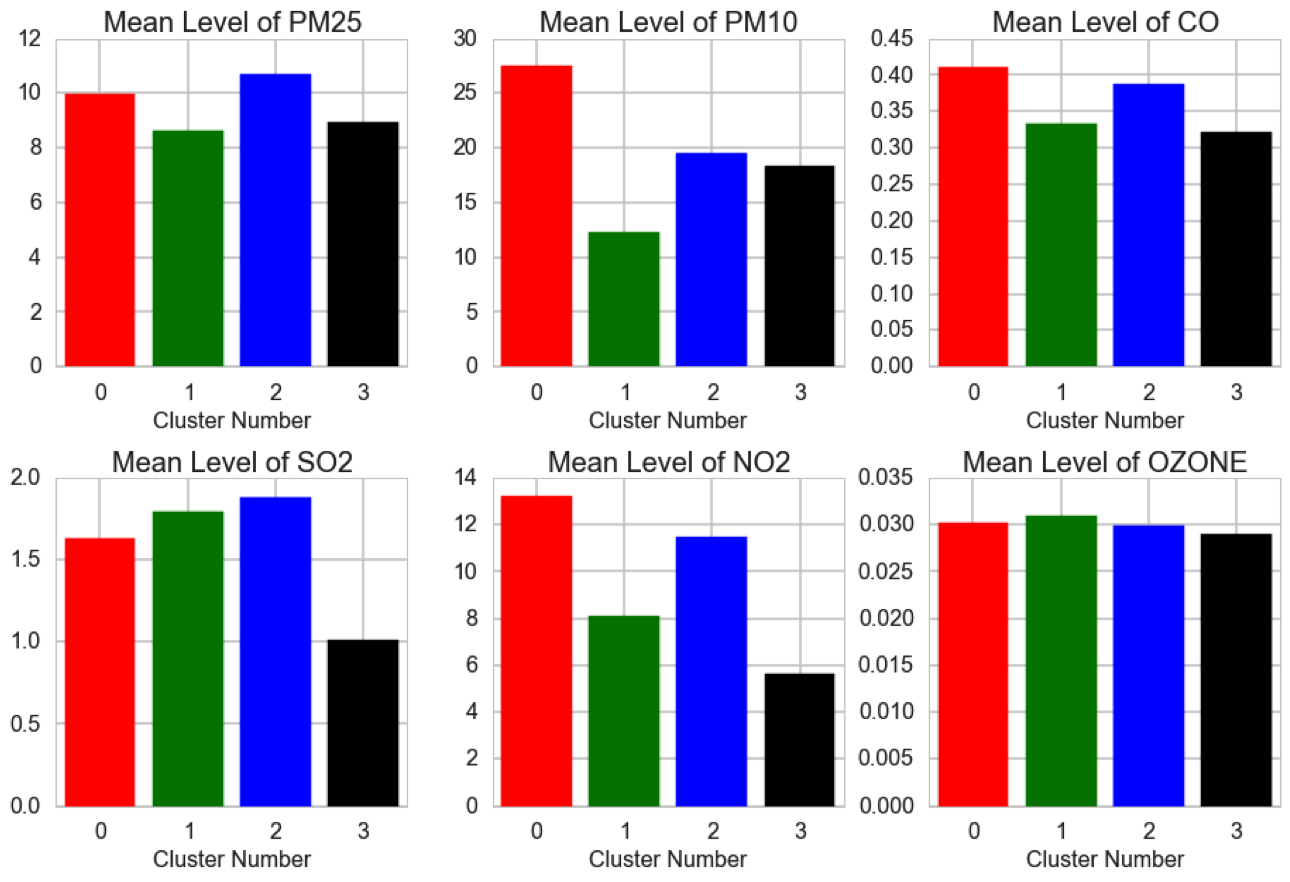 Mean Level of PM25
12
10
8
6
4
2
0
0 1 2 3
Cluster Number
Mean Level of PM10
30
25
20
15
10
5
0
0 1 2 3
Cluster Number
Mean Level of CO
0.45
0.40
0.35
0.30
0.25
0.20
0.15
0.10
0.05
0.00
0 1 2 3
Cluster Number
Mean Level of SO2
2.0
1.5
1.0
0.5
0.0
0 1 2 3
Cluster Number
Mean Level of NO2
14
12
10
8
6
4
2
0
0 1 2 3
Cluster Number
Mean Level of OZONE
0.035
0.030
0.025
0.020
0.015
0.010
0.005
0.000
0 1 2 3
Cluster Number